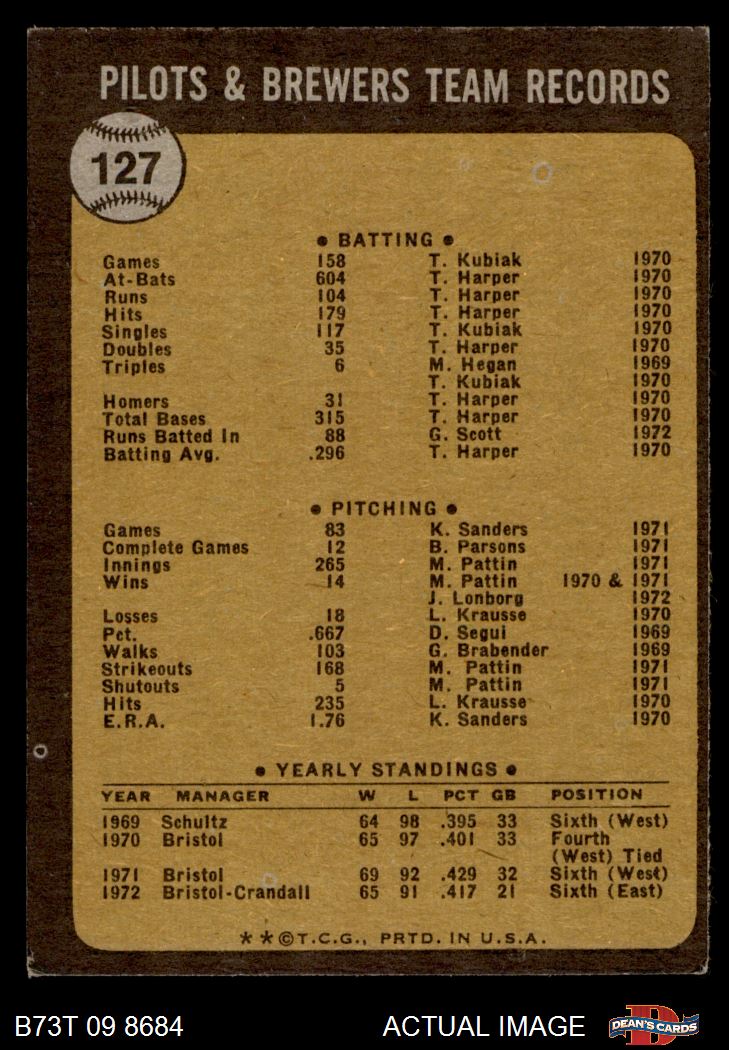 PILOTS & BREWERS TEAM RECORDS
127
• BATTING •
Games 158 T. Kubiak 1970
At-Bats 604 T. Harper 1970
Runs 104 T. Harper 1970
Hits 179 T. Harper 1970
Singles 117 T. Kubiak 1970
Doubles 35 T. Harper 1970
Triples 6 M. Hegan 1969
T. Kubiak 1970
Homers 31 T. Harper 1970
Total Bases 315 T. Harper 1970
Runs Batted In 88 G. Scott 1972
Batting Avg. .296 T. Harper 1970
• PITCHING •
Games 83 K. Sanders 1971
Complete Games 12 B. Parsons 1971
Innings 265 M. Pattin 1971
Wins 14 M. Pattin 1970 & 1971
J. Lonborg 1972
Losses 18 L. Krausse 1970
Pct. .667 D. Segui 1969
Walks 103 G. Brabender 1969
Strikeouts 168 M. Pattin 1971
Shutouts 5 M. Pattin 1971
Hits 235 L. Krausse 1970
E.R.A. 1.76 K. Sanders 1970
• YEARLY STANDINGS •
YEAR MANAGER W L PCT GB POSITION
1969 Schultz 64 98 .395 33 Sixth (West)
1970 Bristol 65 97 .401 33 Fourth
(West) Tied
1971 Bristol 69 92 .429 32 Sixth (West)
1972 Bristol-Crandall 65 91 .417 21 Sixth (East)
**©T.C.G., PRTD. IN U.S.A.
B73T 09 8684 ACTUAL IMAGE
D
DEAN'S CARDS